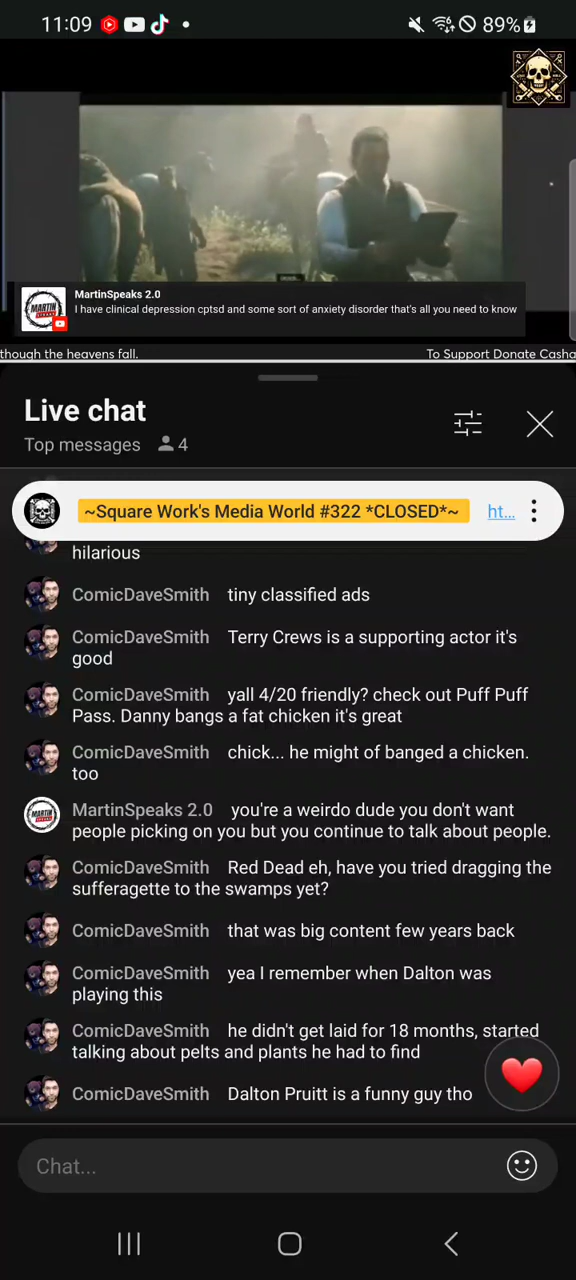 11:09
89%
MartinSpeaks 2.0
I have clinical depression cptsd and some sort of anxiety disorder that's all you need to know
though the heavens fall.
To Support Donate Casha
Live chat
Top messages 4
~Square Work's Media World #322 *CLOSED*~ ht...
hilarious
ComicDaveSmith tiny classified ads
ComicDaveSmith Terry Crews is a supporting actor it's
good
ComicDaveSmith yall 4/20 friendly? check out Puff Puff
Pass. Danny bangs a fat chicken it's great
ComicDaveSmith chick... he might of banged a chicken.
too
MartinSpeaks 2.0 you're a weirdo dude you don't want
people picking on you but you continue to talk about people.
ComicDaveSmith Red Dead eh, have you tried dragging the
sufferagette to the swamps yet?
ComicDaveSmith that was big content few years back
ComicDaveSmith yea I remember when Dalton was
playing this
ComicDaveSmith he didn't get laid for 18 months, started
talking about pelts and plants he had to find
ComicDaveSmith Dalton Pruitt is a funny guy tho
Chat...